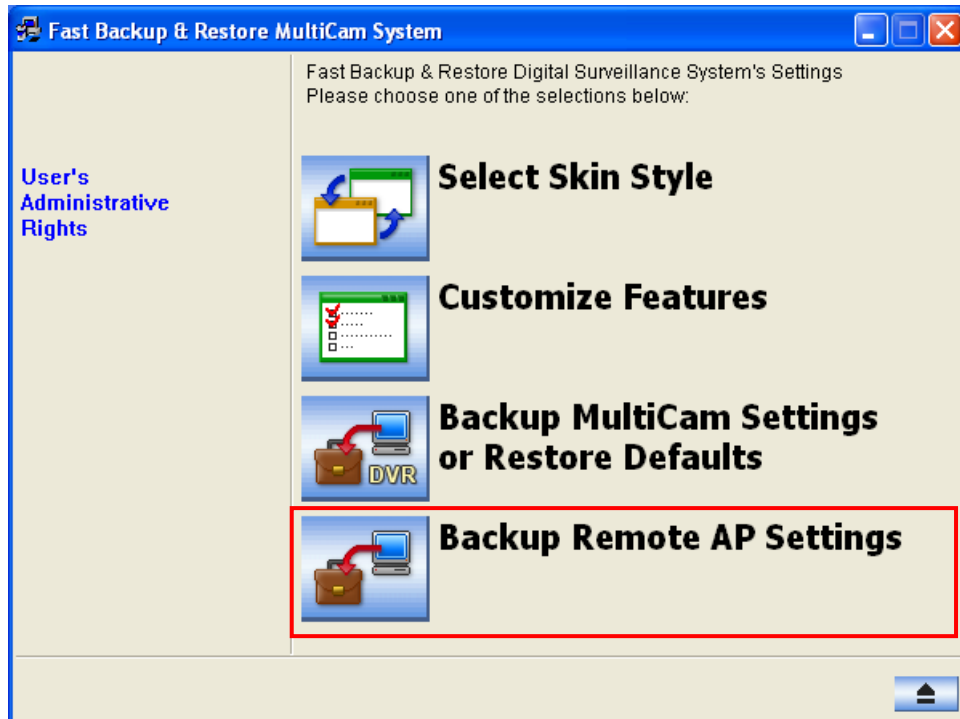 Fast Backup & Restore MultiCam System
Fast Backup & Restore Digital Surveillance System's Settings
Please choose one of the selections below:
User's
Administrative
Rights
Select Skin Style
Customize Features
Backup MultiCam Settings
or Restore Defaults
DVR
Backup Remote AP Settings